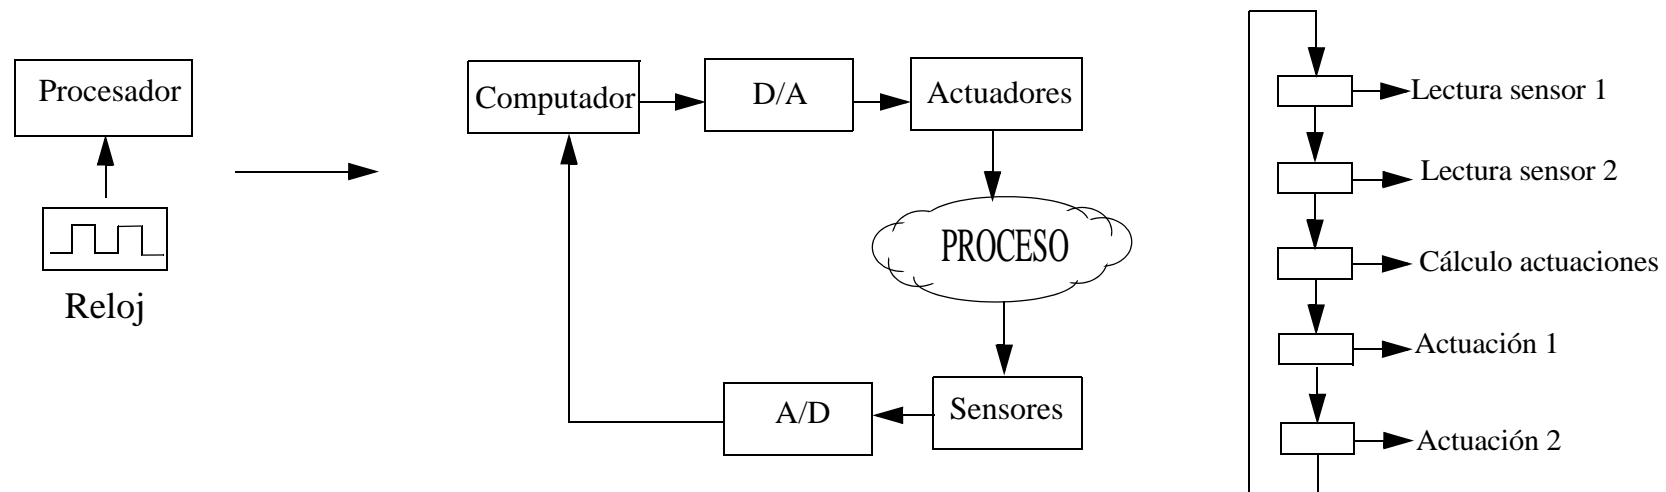 Procesador
Reloj
Computador
D/A
Actuadores
PROCESO
Sensores
A/D
Lectura sensor 1
Lectura sensor 2
Cálculo actuaciones
Actuación 1
Actuación 2